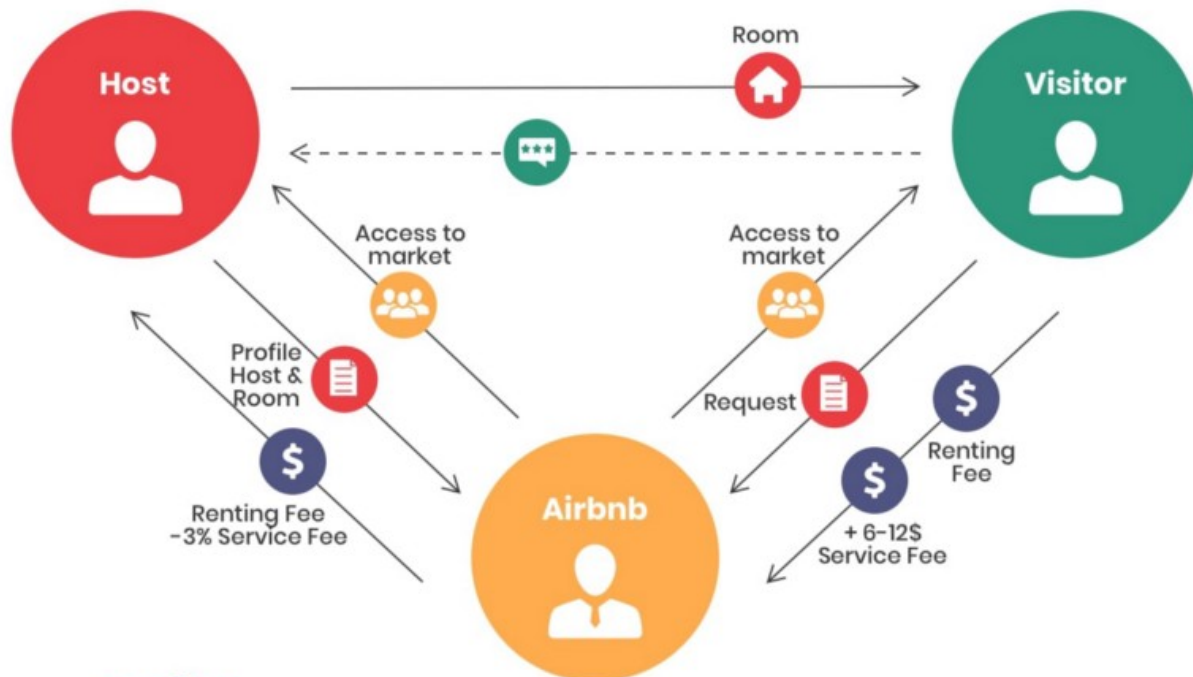 Host
Room
Visitor
Access to
market
Access to
market
Profile
Host &
Room
Request
$
Renting Fee
-3% Service Fee
$
Renting
Fee
$
+ 6-12$
Service Fee
Airbnb